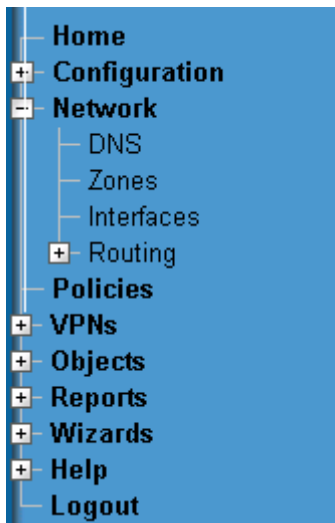 Home
Configuration
Network
DNS
Zones
Interfaces
Routing
Policies
VPNs
Objects
Reports
Wizards
Help
Logout